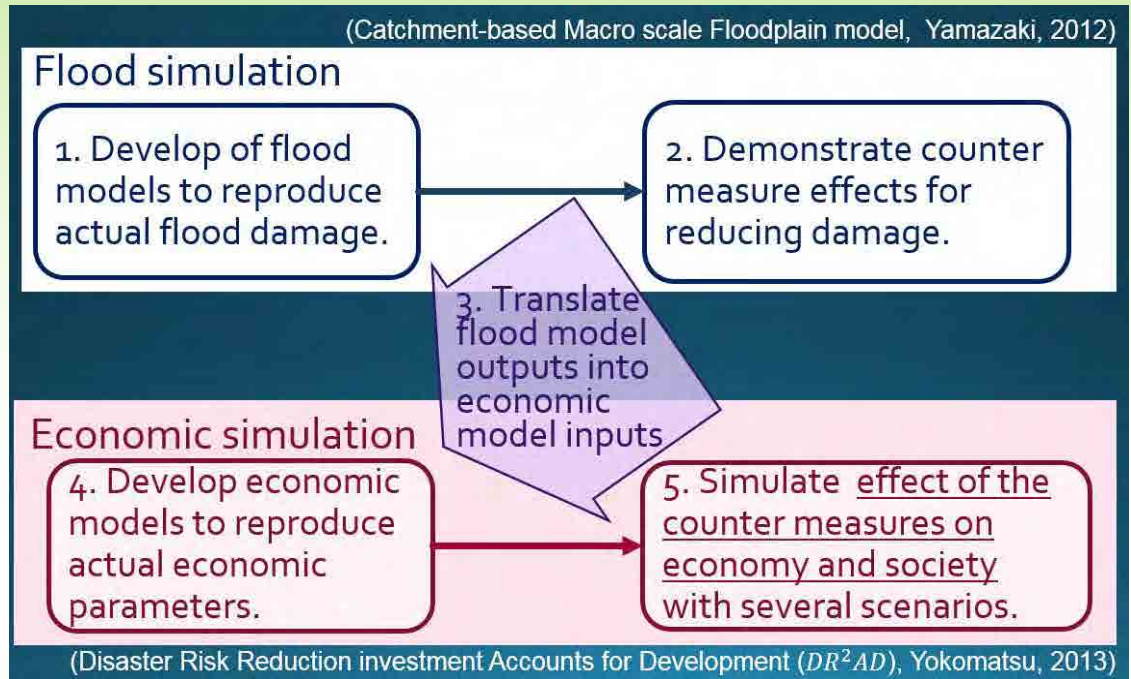 (Catchment-based Macro scale Floodplain model, Yamazaki, 2012)
Flood simulation
1. Develop of flood
models to reproduce
actual flood damage.
2. Demonstrate counter
measure effects for
reducing damage.
3. Translate
flood model
outputs into
economic
model inputs
Economic simulation
4. Develop economic
models to reproduce
actual economic
parameters.
5. Simulate effect of the
counter measures on
economy and society
with several scenarios.
(Disaster Risk Reduction investment Accounts for Development (DR²AD), Yokomatsu, 2013)